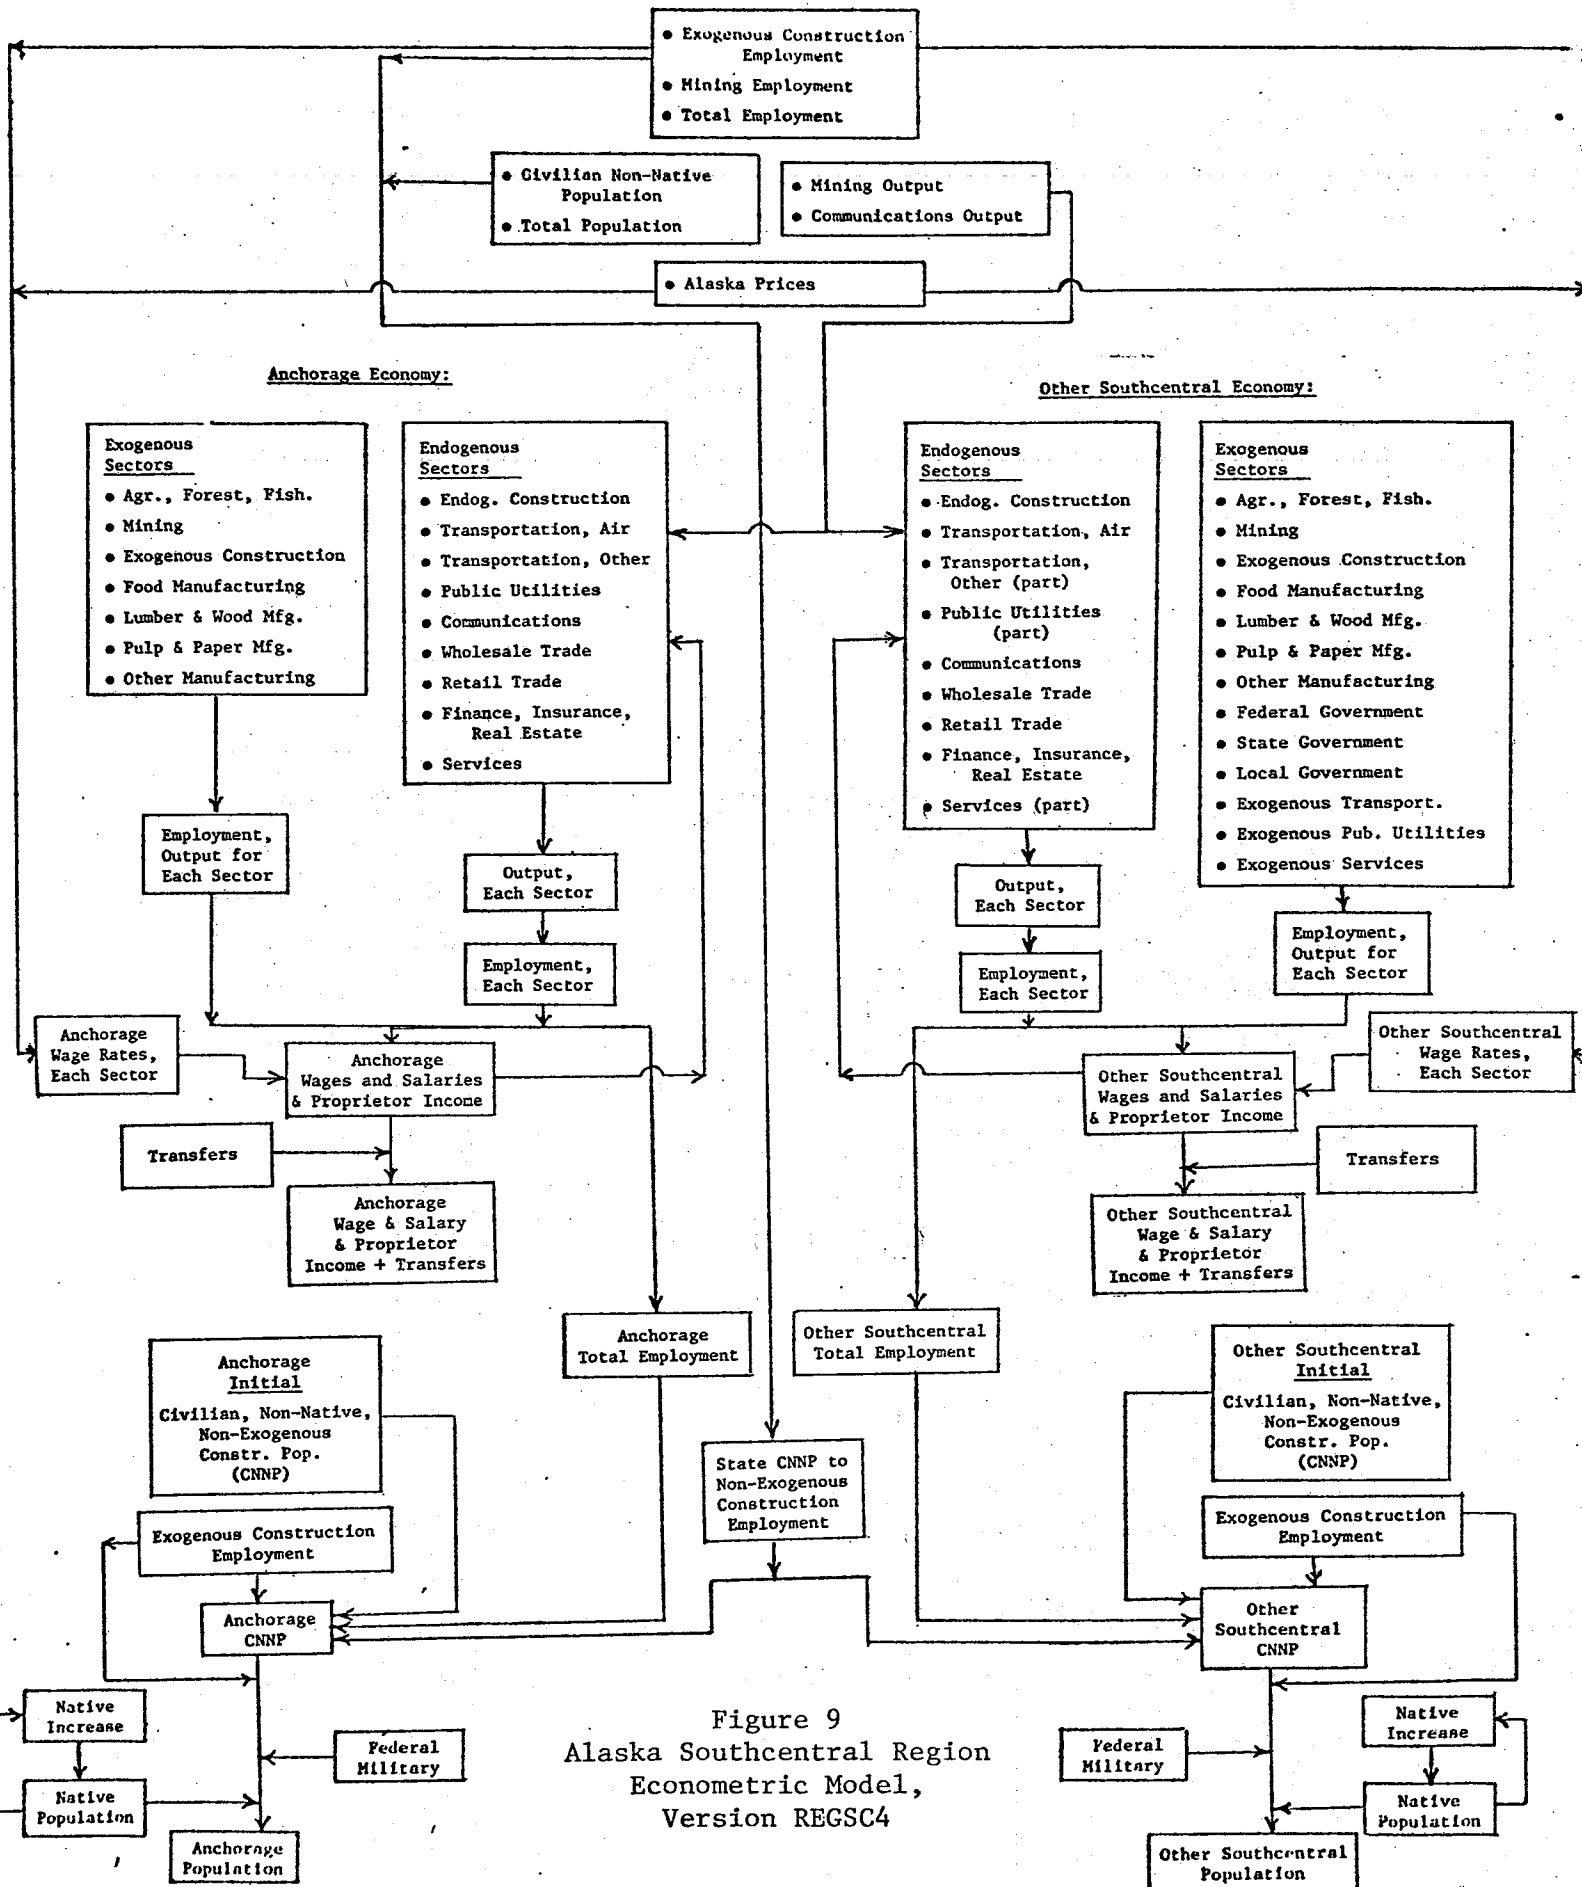 • Exogenous Construction
Employment
• Mining Employment
• Total Employment
• Civilian Non-Native
Population
• Total Population
• Mining Output
• Communications Output
• Alaska Prices
Anchorage Economy:
Exogenous
Sectors
• Agr., Forest, Fish.
• Mining
• Exogenous Construction
• Food Manufacturing
• Lumber & Wood Mfg.
• Pulp & Paper Mfg.
• Other Manufacturing
Employment,
Output for
Each Sector
Endogenous
Sectors
• Endog. Construction
• Transportation, Air
• Transportation, Other
• Public Utilities
• Communications
• Wholesale Trade
• Retail Trade
• Finance, Insurance,
Real Estate
• Services
Output,
Each Sector
Employment,
Each Sector
Anchorage
Wage Rates,
Each Sector
Anchorage
Wages and Salaries
& Proprietor Income
Transfers
Anchorage
Wage & Salary
& Proprietor
Income + Transfers
Other Southcentral Economy:
Endogenous
Sectors
• Endog. Construction
• Transportation, Air
• Transportation,
Other (part)
• Public Utilities
(part)
• Communications
• Wholesale Trade
• Retail Trade
• Finance, Insurance,
Real Estate
• Services (part)
Output,
Each Sector
Employment,
Each Sector
Exogenous
Sectors
• Agr., Forest, Fish.
• Mining
• Exogenous Construction
• Food Manufacturing
• Lumber & Wood Mfg.
• Pulp & Paper Mfg.
• Other Manufacturing
• Federal Government
• State Government
• Local Government
• Exogenous Transport.
• Exogenous Pub. Utilities
• Exogenous Services
Employment,
Output for
Each Sector
Other Southcentral
Wage Rates,
Each Sector
Other Southcentral
Wages and Salaries
& Proprietor Income
Transfers
Other Southcentral
Wage & Salary
& Proprietor
Income + Transfers
Anchorage
Total Employment
Other Southcentral
Total Employment
Anchorage
Initial
Civilian, Non-Native,
Non-Exogenous
Constr. Pop.
(CNNP)
Exogenous Construction
Employment
Anchorage
CNNP
State CNNP to
Non-Exogenous
Construction
Employment
Other Southcentral
Initial
Civilian, Non-Native,
Non-Exogenous
Constr. Pop.
(CNNP)
Exogenous Construction
Employment
Other
Southcentral
CNNP
Native
Increase
Native
Population
Federal
Military
Anchorage
Population
Federal
Military
Native
Increase
Native
Population
Other Southcentral
Population
Figure 9
Alaska Southcentral Region
Econometric Model,
Version REGSC4